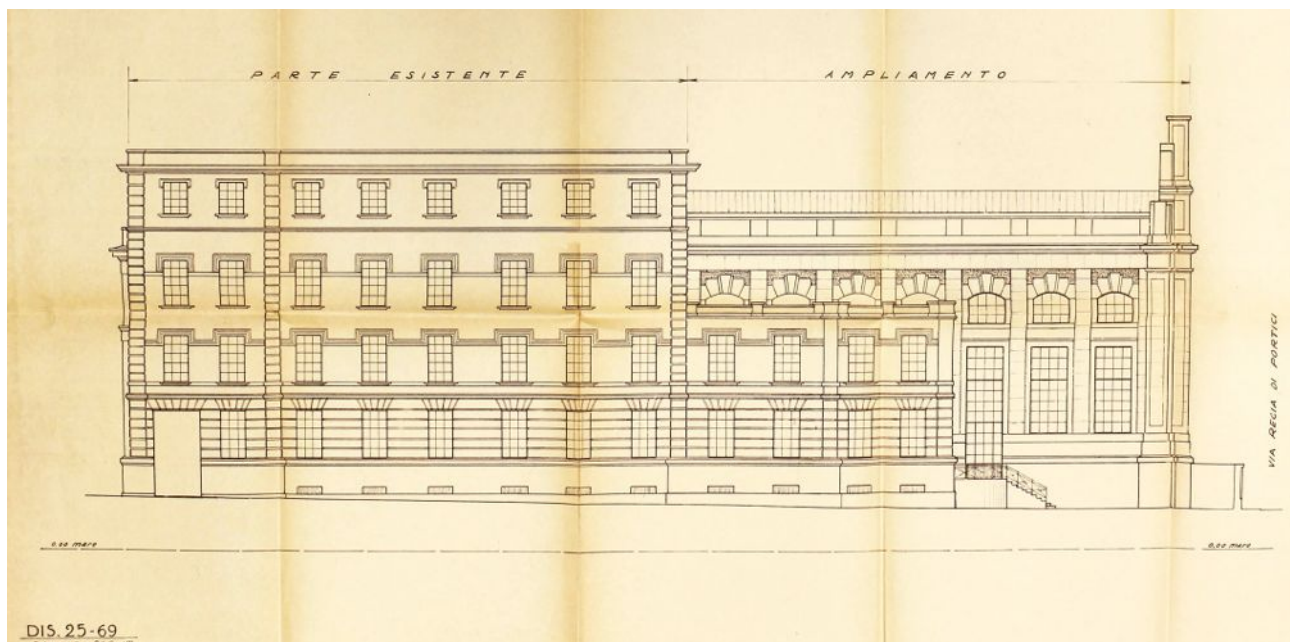 PARTE ESISTENTE
AMPLIAMENTO
VIA REGIA DI PORTICI
0,00 mare
0,00 mare
DIS. 25-69